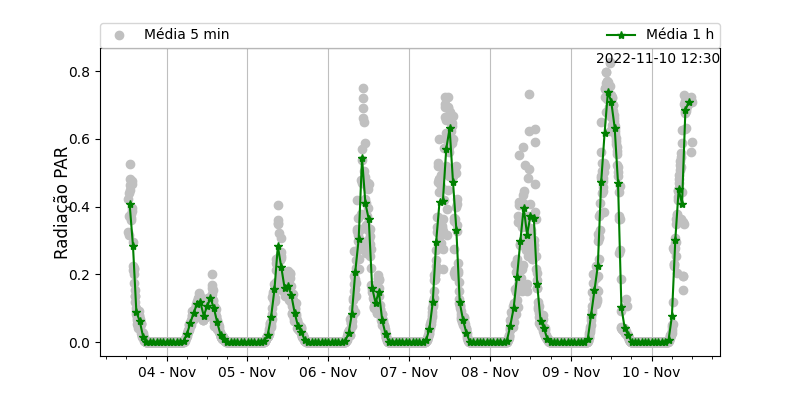 Média 5 min
Média 1 h
2022-11-10 12:30
Radiação PAR
0.8
0.6
0.4
0.2
0.0
04 - Nov
05 - Nov
06 - Nov
07 - Nov
08 - Nov
09 - Nov
10 - Nov